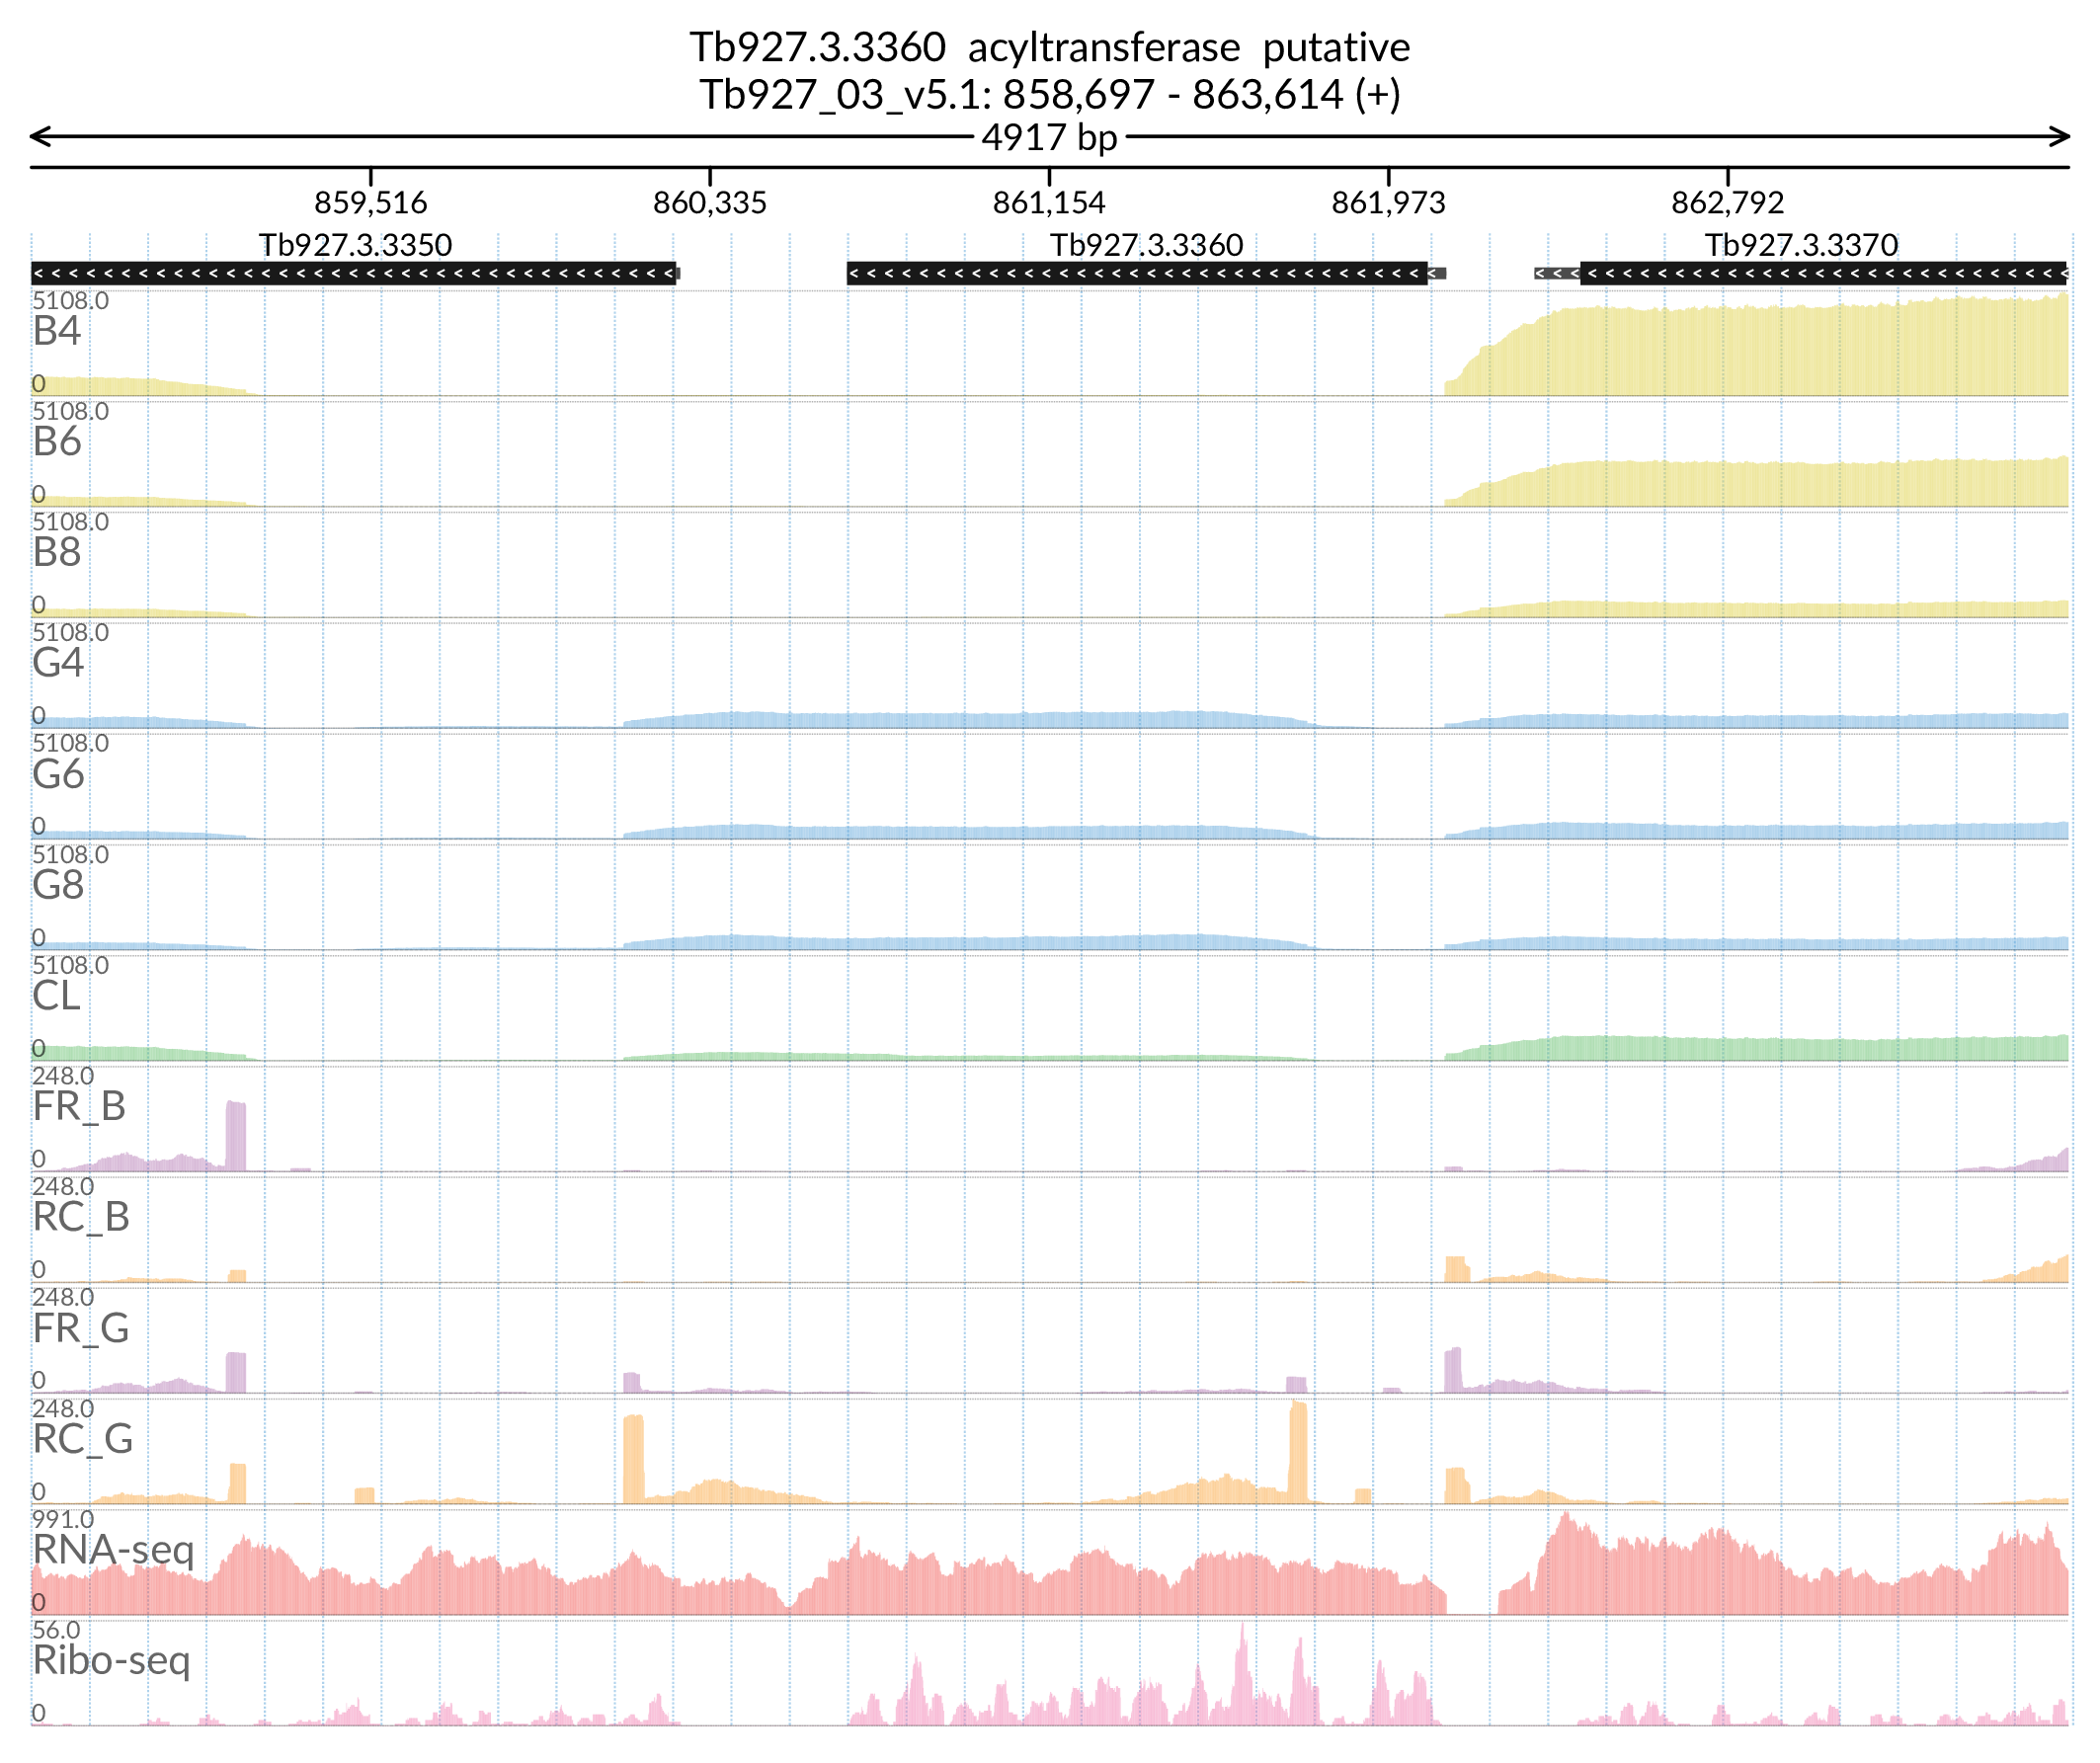 Tb927.3.3360 acyltransferase putative
Tb927_03_v5.1: 858,697 - 863,614 (+)
4917 bp
859,516 860,335 861,154 861,973 862,792
Tb927.3.3350 Tb927.3.3360 Tb927.3.3370
5108.0
B4
0
5108.0
B6
0
5108.0
B8
0
5108.0
G4
0
5108.0
G6
0
5108.0
G8
0
5108.0
CL
0
248.0
FR_B
0
248.0
RC_B
0
248.0
FR_G
0
248.0
RC_G
0
991.0
RNA-seq
0
56.0
Ribo-seq
0